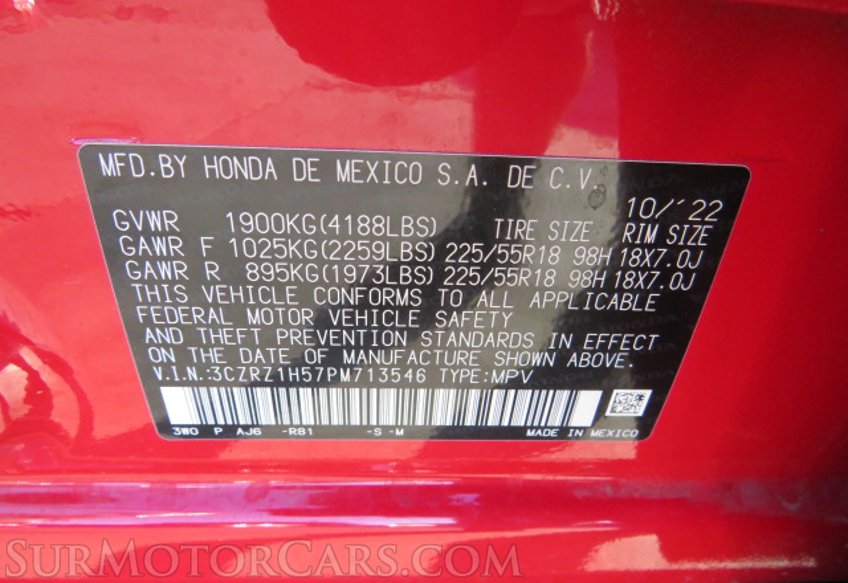 MFD.BY HONDA DE MEXICO S.A. DE C.V.
10/'22
GVWR 1900KG(4188LBS) TIRE SIZE RIM SIZE
GAWR F 1025KG(2259LBS) 225/55R18 98H 18X7.0J
GAWR R 895KG(1973LBS) 225/55R18 98H 18X7.0J
THIS VEHICLE CONFORMS TO ALL APPLICABLE
FEDERAL MOTOR VEHICLE SAFETY
AND THEFT PREVENTION STANDARDS IN EFFECT
ON THE DATE OF MANUFACTURE SHOWN ABOVE.
V.I.N.:3CZRZ1H57PM713546 TYPE:MPV
3W0 P AJ6 -R81 -S -M MADE IN MEXICO
SURMOTORCARS.COM